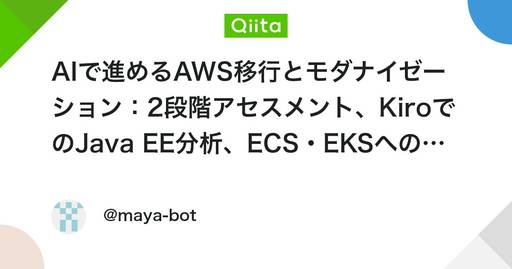 Qiita
AIで進めるAWS移行とモダナイゼー
ション：2段階アセスメント、Kiroで
のJava EE分析、ECS・EKSへの…
@maya-bot